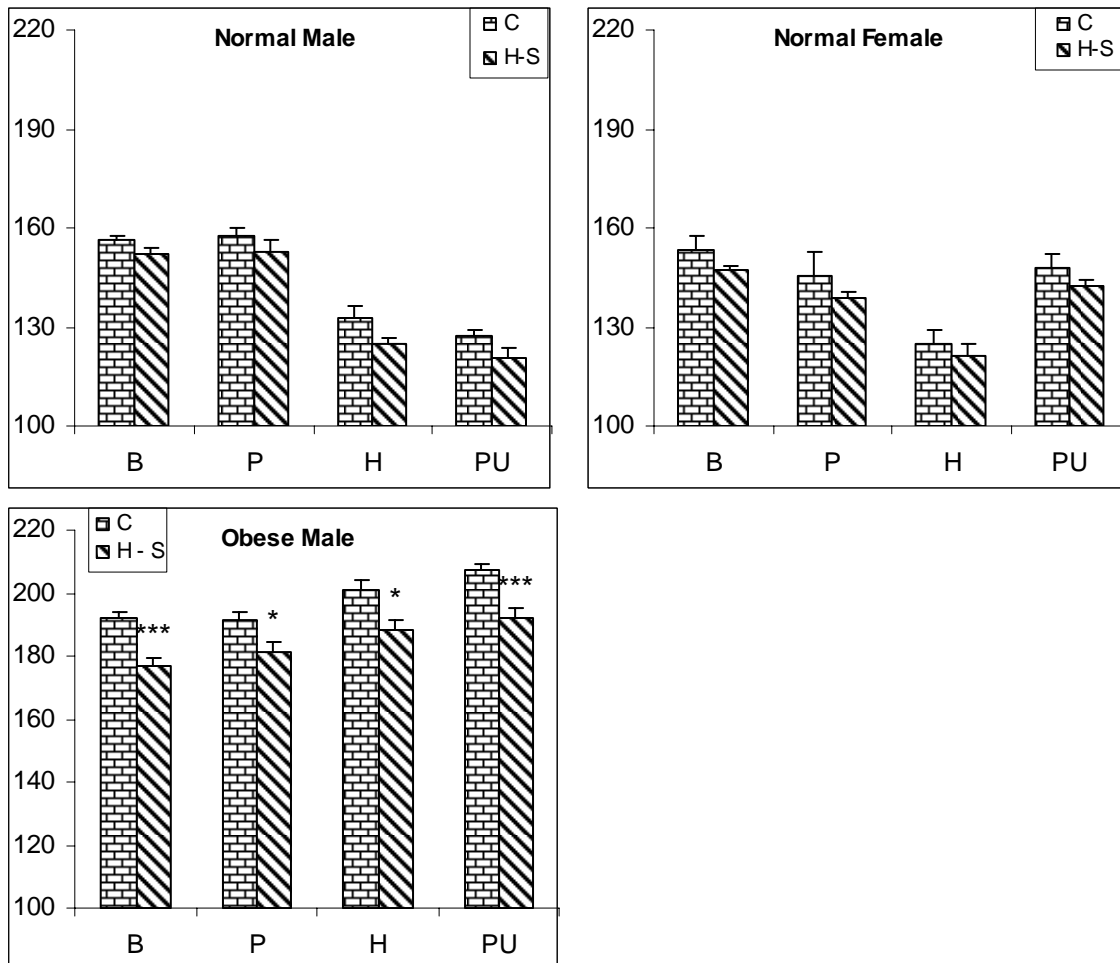 Normal Male
C
H-S
220
190
160
130
100
B P H PU
Normal Female
C
H-S
220
190
160
130
100
B P H PU
Obese Male
C
H - S
220
200
180
160
140
120
100
*** * * ***
B P H PU